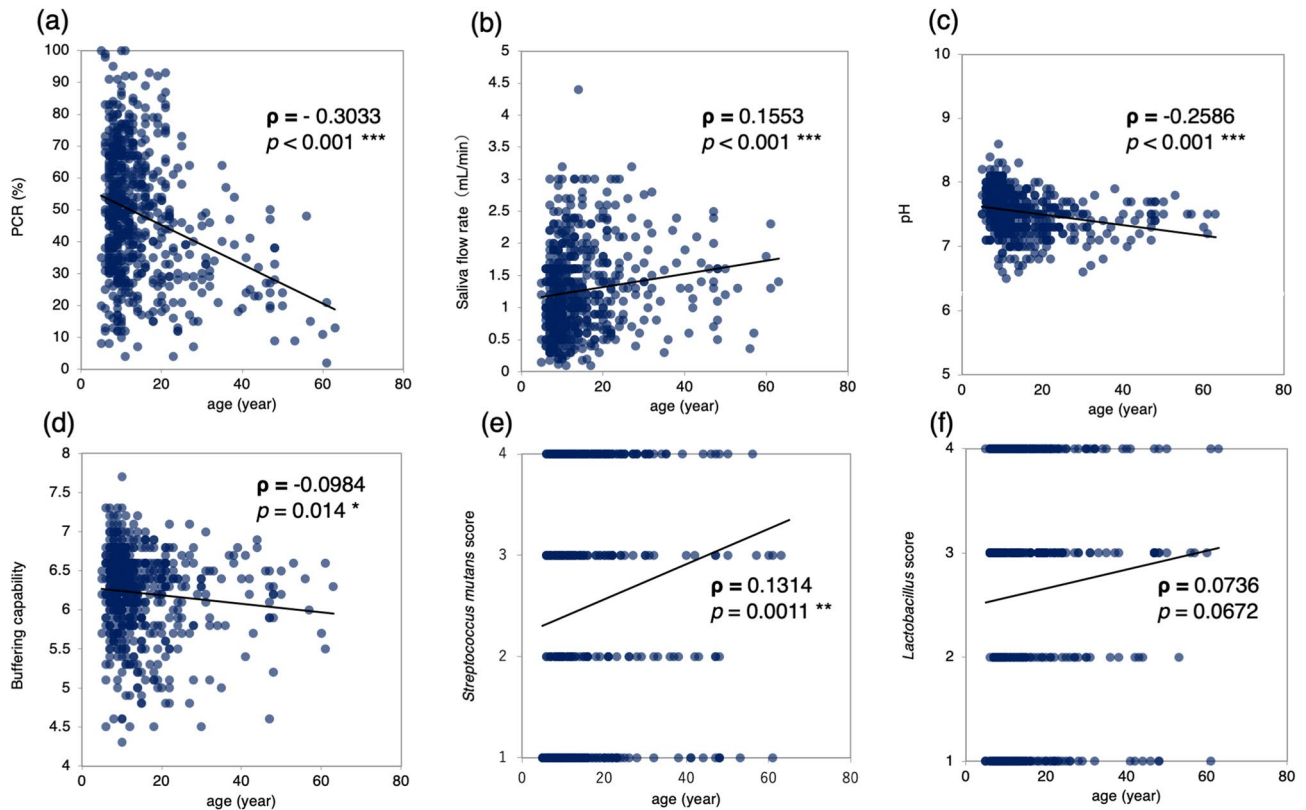 (a)
100
90
80
70
60
50
40
30
20
10
0
PCR (%)
ρ = - 0.3033
p < 0.001 ***
0 20 40 60 80
age (year)
(b)
5
4.5
4
3.5
3
2.5
2
1.5
1
0.5
0
Saliva flow rate (mL/min)
ρ = 0.1553
p < 0.001 ***
0 20 40 60 80
age (year)
(c)
10
9
8
7
6
5
pH
ρ = -0.2586
p < 0.001 ***
0 20 40 60 80
age (year)
(d)
8
7.5
7
6.5
6
5.5
5
4.5
4
Buffering capability
ρ = -0.0984
p = 0.014 *
0 20 40 60 80
age (year)
(e)
4
3
2
1
Streptococcus mutans score
ρ = 0.1314
p = 0.0011 **
0 20 40 60 80
age (year)
(f)
4
3
2
1
Lactobacillus score
ρ = 0.0736
p = 0.0672
0 20 40 60 80
age (year)